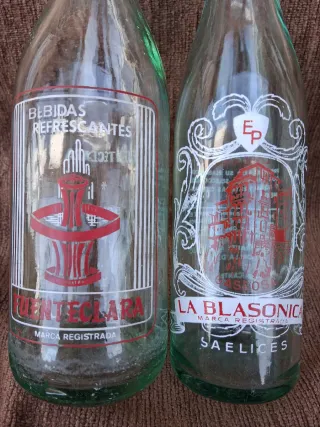 BEBIDAS
REFRESCANTES
FUENTECLARA
MARCA REGISTRADA
EP
LA BLASONICA
MARCA REGISTRADA
SAELICES